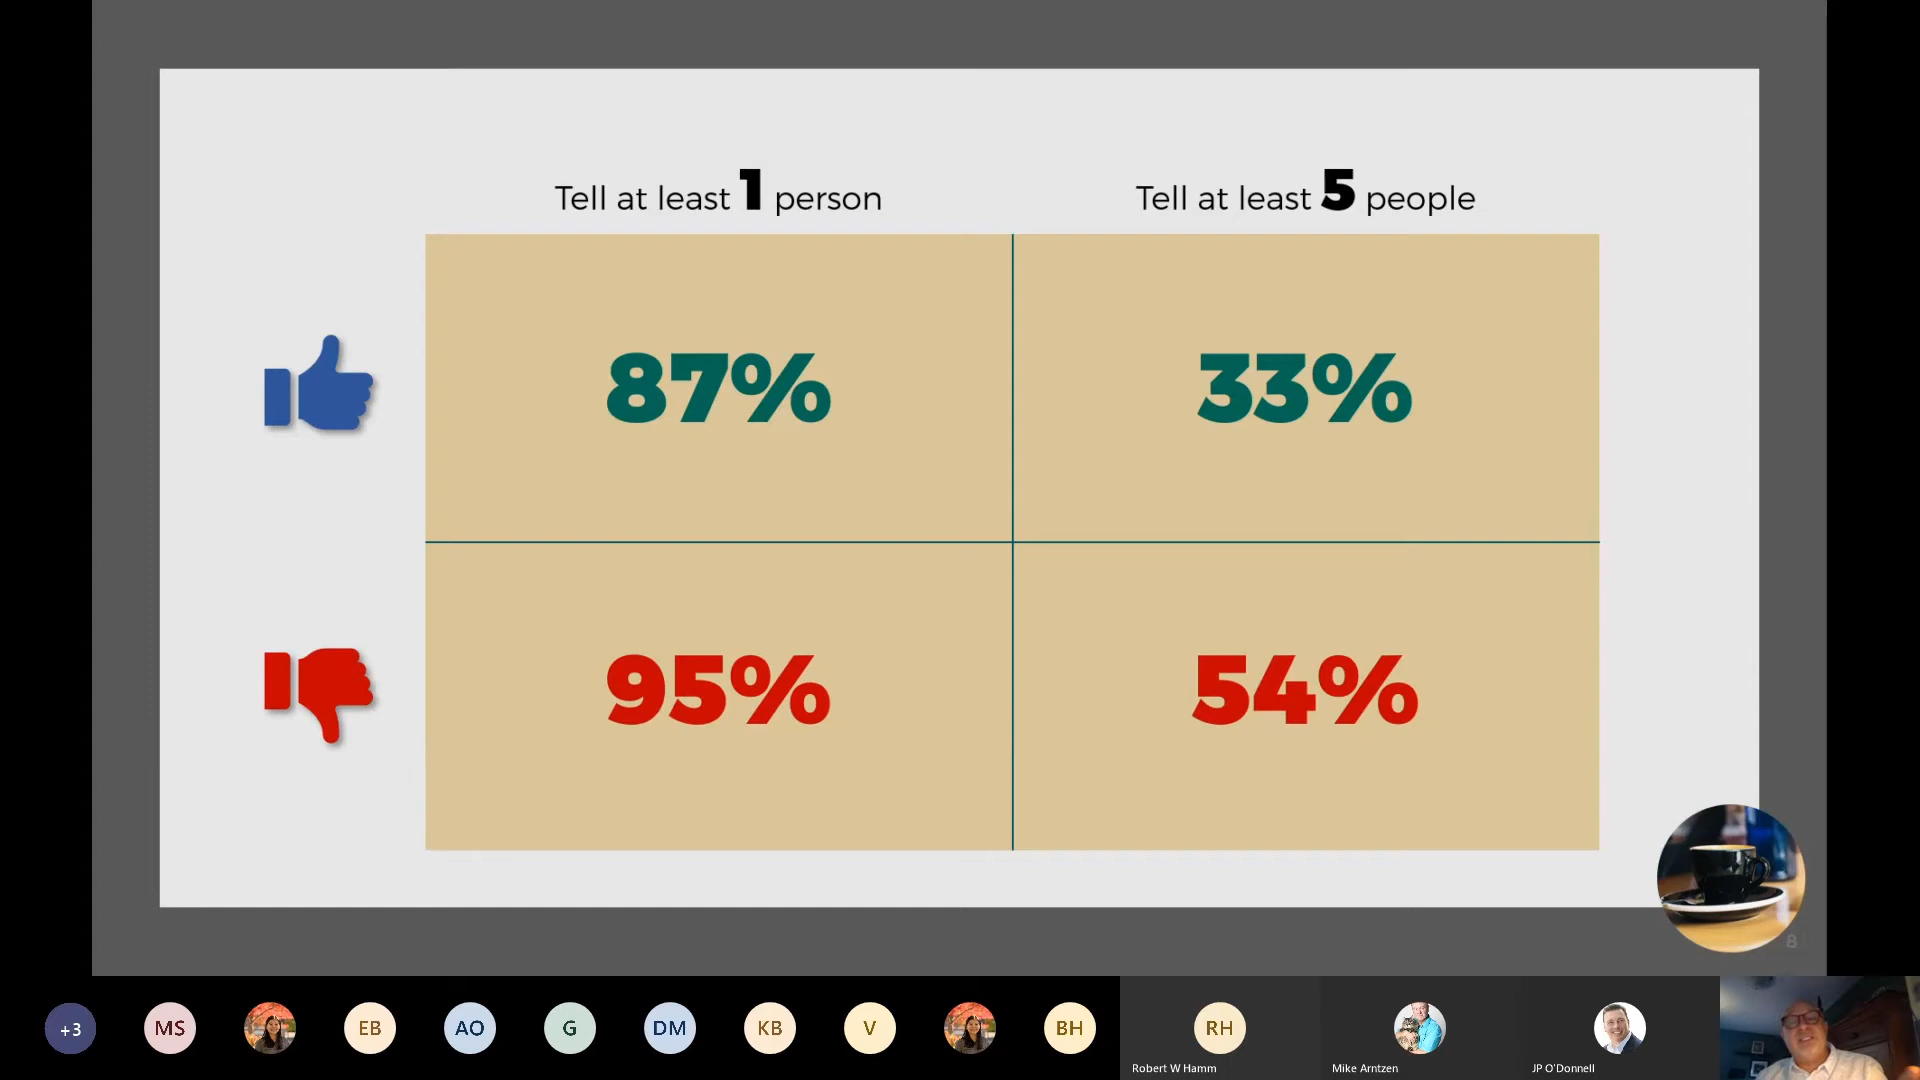 Tell at least 1 person
Tell at least 5 people
87%
33%
95%
54%
8
+3
MS
EB
AO
G
DM
KB
V
BH
RH
Robert W Hamm
Mike Arntzen
JP O'Donnell